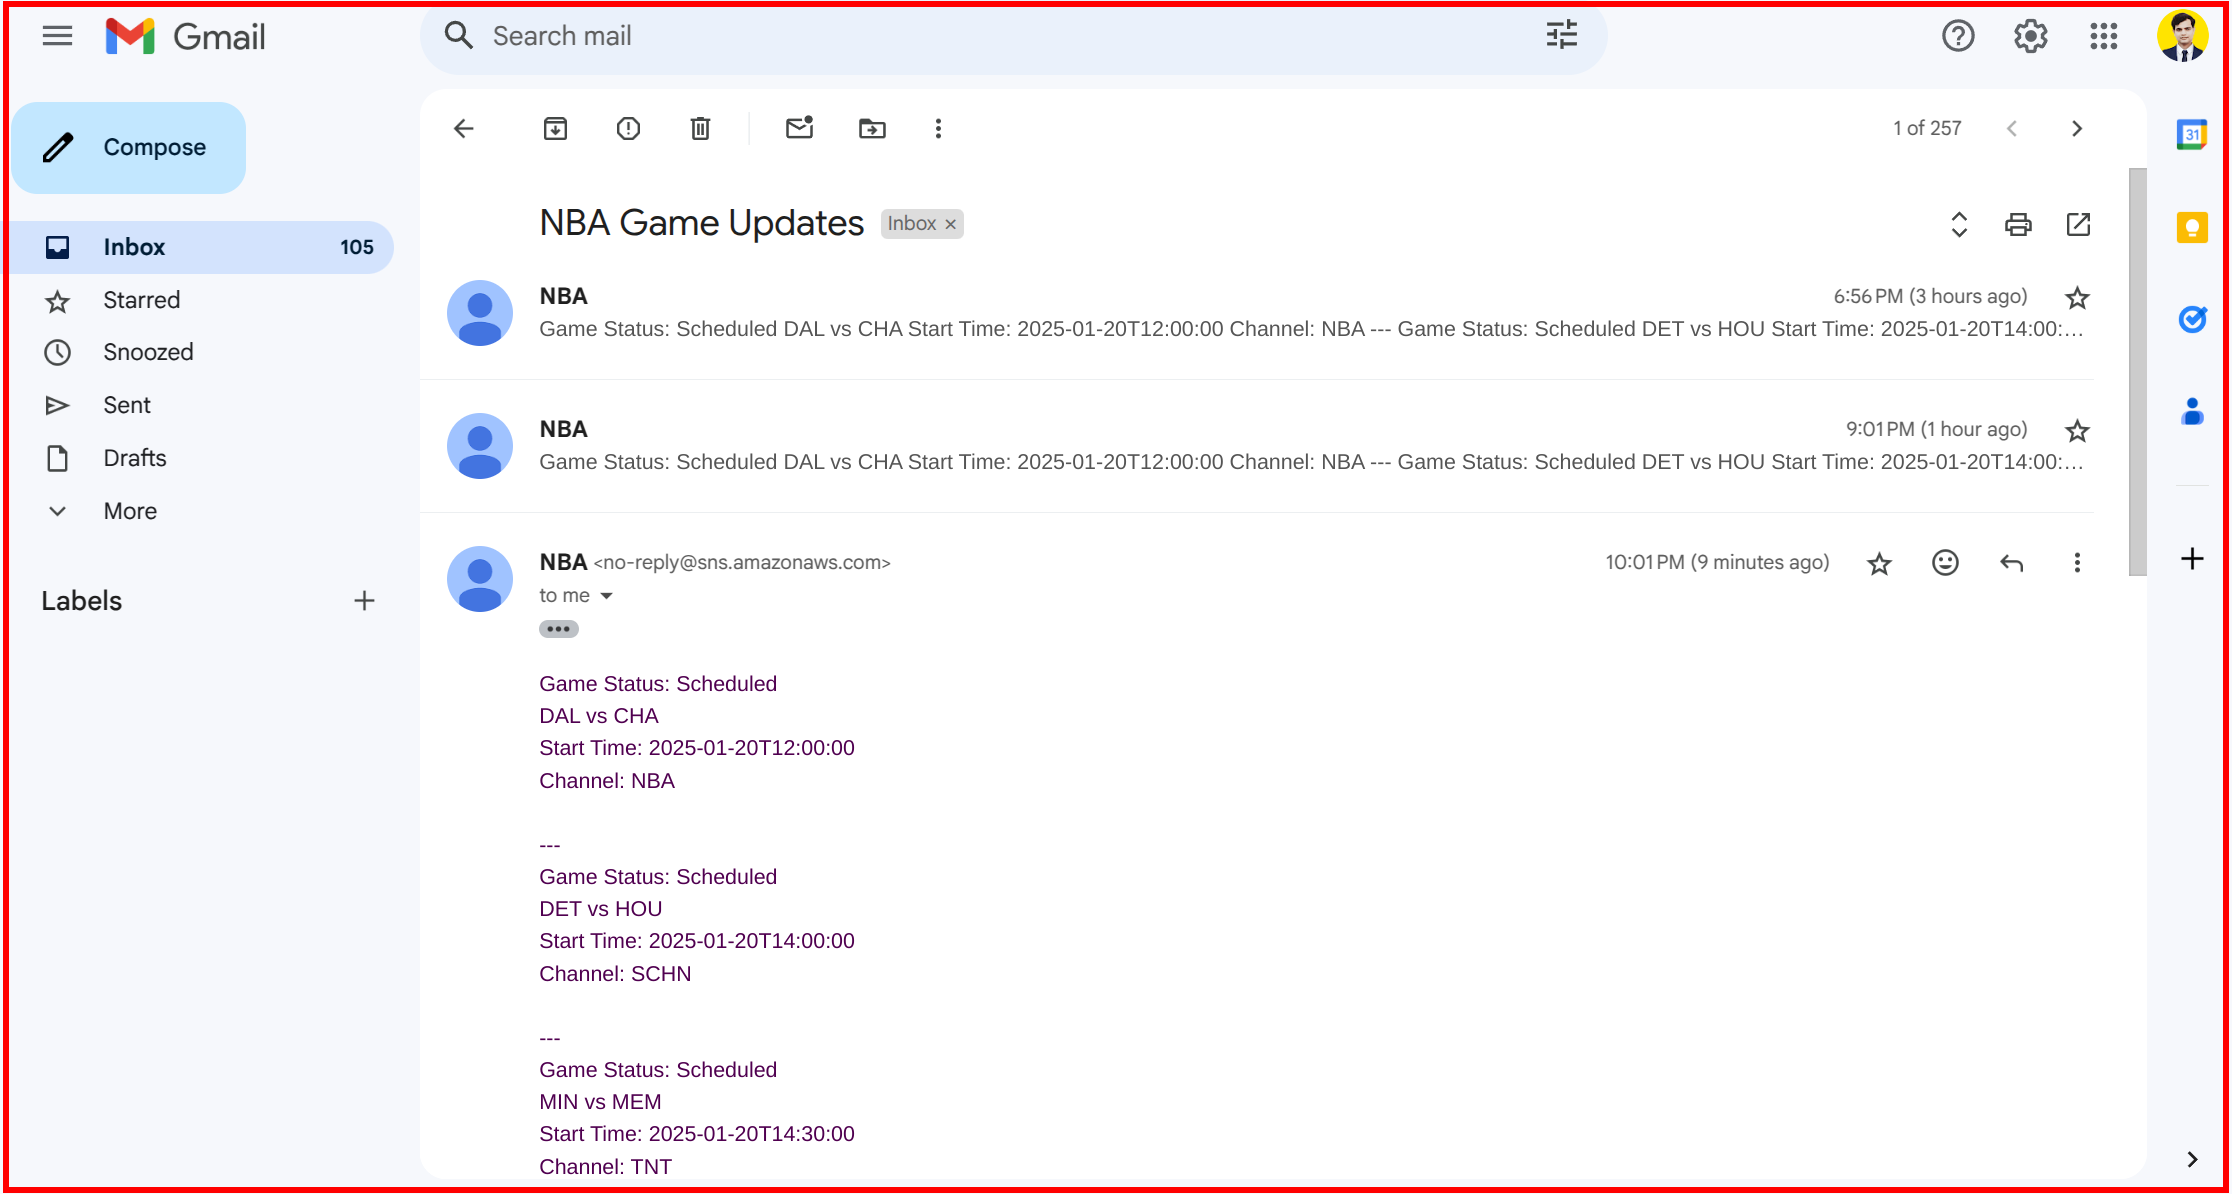 Gmail
Search mail
Compose
1 of 257
31
Inbox 105
Starred
Snoozed
Sent
Drafts
More
Labels
NBA Game Updates Inbox ×
NBA 6:56 PM (3 hours ago)
Game Status: Scheduled DAL vs CHA Start Time: 2025-01-20T12:00:00 Channel: NBA --- Game Status: Scheduled DET vs HOU Start Time: 2025-01-20T14:00:…
NBA 9:01 PM (1 hour ago)
Game Status: Scheduled DAL vs CHA Start Time: 2025-01-20T12:00:00 Channel: NBA --- Game Status: Scheduled DET vs HOU Start Time: 2025-01-20T14:00:…
NBA <no-reply@sns.amazonaws.com> 10:01 PM (9 minutes ago)
to me
Game Status: Scheduled
DAL vs CHA
Start Time: 2025-01-20T12:00:00
Channel: NBA
---
Game Status: Scheduled
DET vs HOU
Start Time: 2025-01-20T14:00:00
Channel: SCHN
---
Game Status: Scheduled
MIN vs MEM
Start Time: 2025-01-20T14:30:00
Channel: TNT